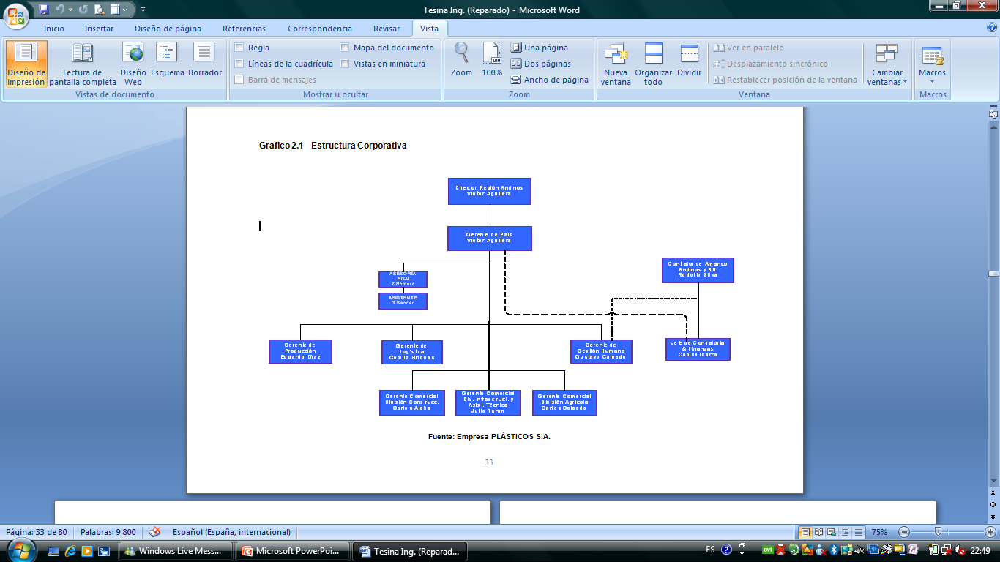 Tesina Ing. (Reparado) - Microsoft Word
Inicio Insertar Diseño de página Referencias Correspondencia Revisar Vista
Diseño de impresión
Lectura de pantalla completa
Diseño Web
Esquema
Borrador
Vistas de documento
Regla
Líneas de la cuadrícula
Barra de mensajes
Mapa del documento
Vistas en miniatura
Mostrar u ocultar
Zoom
100%
Una página
Dos páginas
Ancho de página
Zoom
Nueva ventana
Organizar todo
Dividir
Ver en paralelo
Desplazamiento sincrónico
Restablecer posición de la ventana
Cambiar ventanas
Ventana
Macros
Macros
Grafico 2.1 Estructura Corporativa
Director Región Andinos
Victor Aguilera
Gerente de País
Victor Aguilera
Contralor de Amanco
Andinos y RH
Rodolfo Silva
ASESORÍA
LEGAL
Z.Romero
ASISTENTE
G.Sancán
Gerente de
Producción
Edgardo Díaz
Gerente de
Logística
Cecilia Briones
Gerente de
Gestión Humana
Gustavo Caicedo
Jefe de Contraloría
& Finanzas
Cecilia Ibarra
Gerente Comercial
División Construcc.
Carlos
Gerente Comercial
Div. Infraestruct. y
Asist. Técnica
Julio Terán
Gerente Comercial
División Agrícola
Carlos Caicedo
Fuente: Empresa PLÁSTICOS S.A.
33
Página: 33 de 80 Palabras: 9.800 Español (España, internacional) 75%
Windows Live Mess... Microsoft PowerPoi... Tesina Ing. (Reparad... ES ovi 22:49